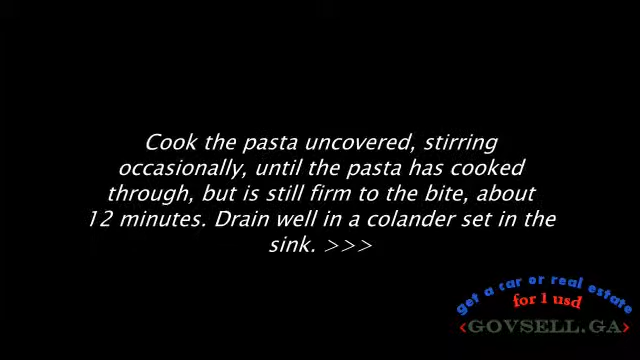 Cook the pasta uncovered, stirring
occasionally, until the pasta has cooked
through, but is still firm to the bite, about
12 minutes. Drain well in a colander set in the
sink. >>>
get a car or real estate
for 1 usd
‹GOVSELL.GA›